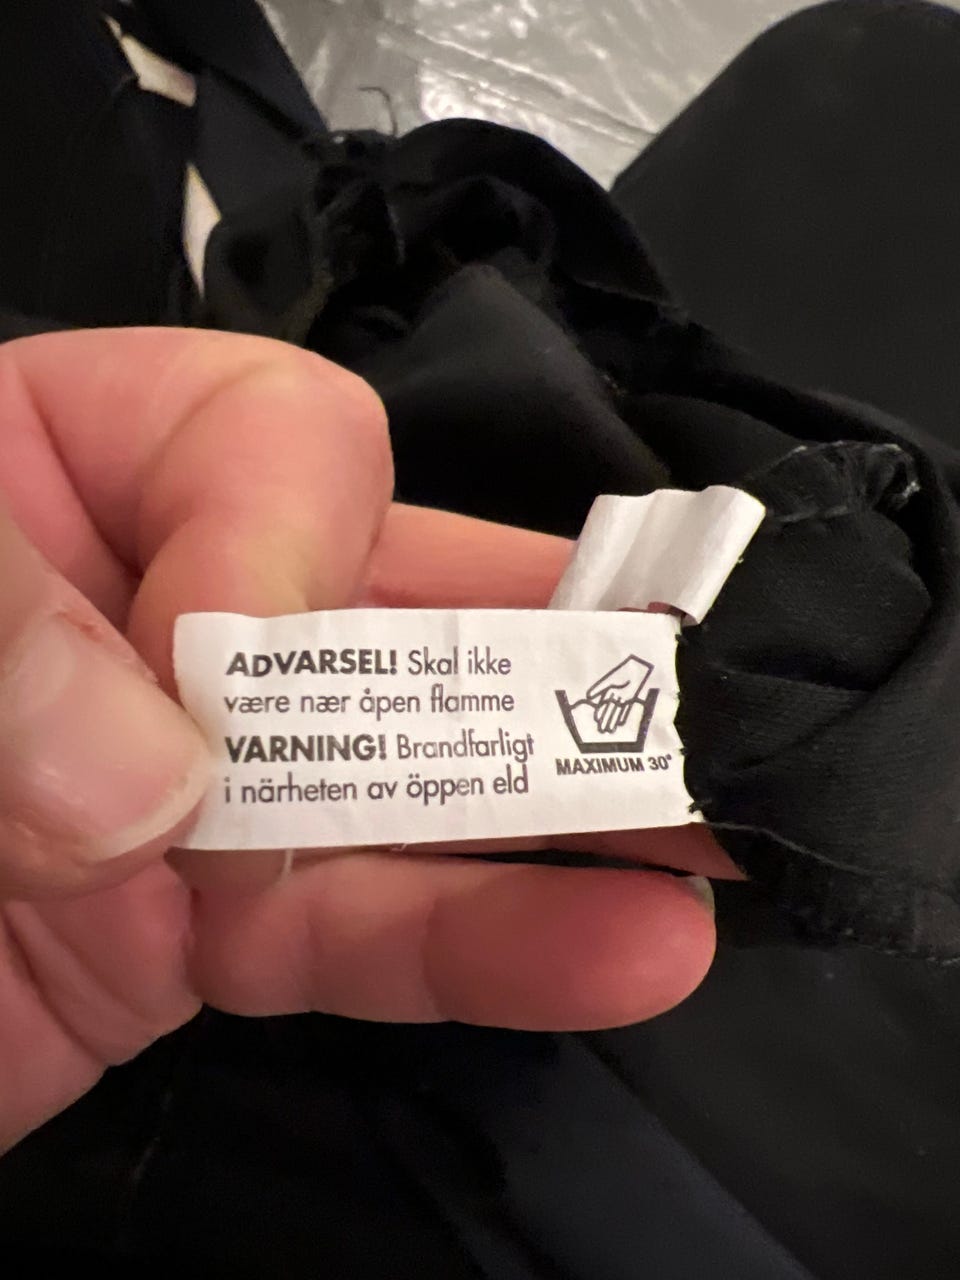 ADVARSEL! Skal ikke
være nær åpen flamme
VARNING! Brandfarligt
i närheten av öppen eld
MAXIMUM 30°